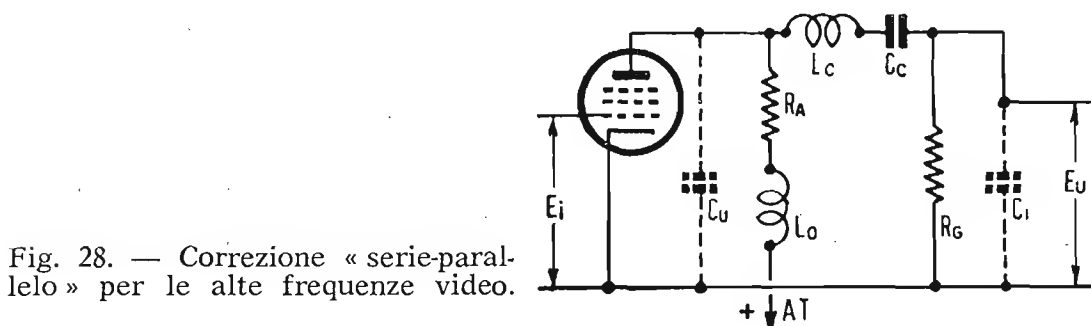 Fig. 28. — Correzione « serie-paral-
lelo » per le alte frequenze video.
Lc
Cc
RA
Ei
Cu
Lo
RG
Ci
Eu
+ AT